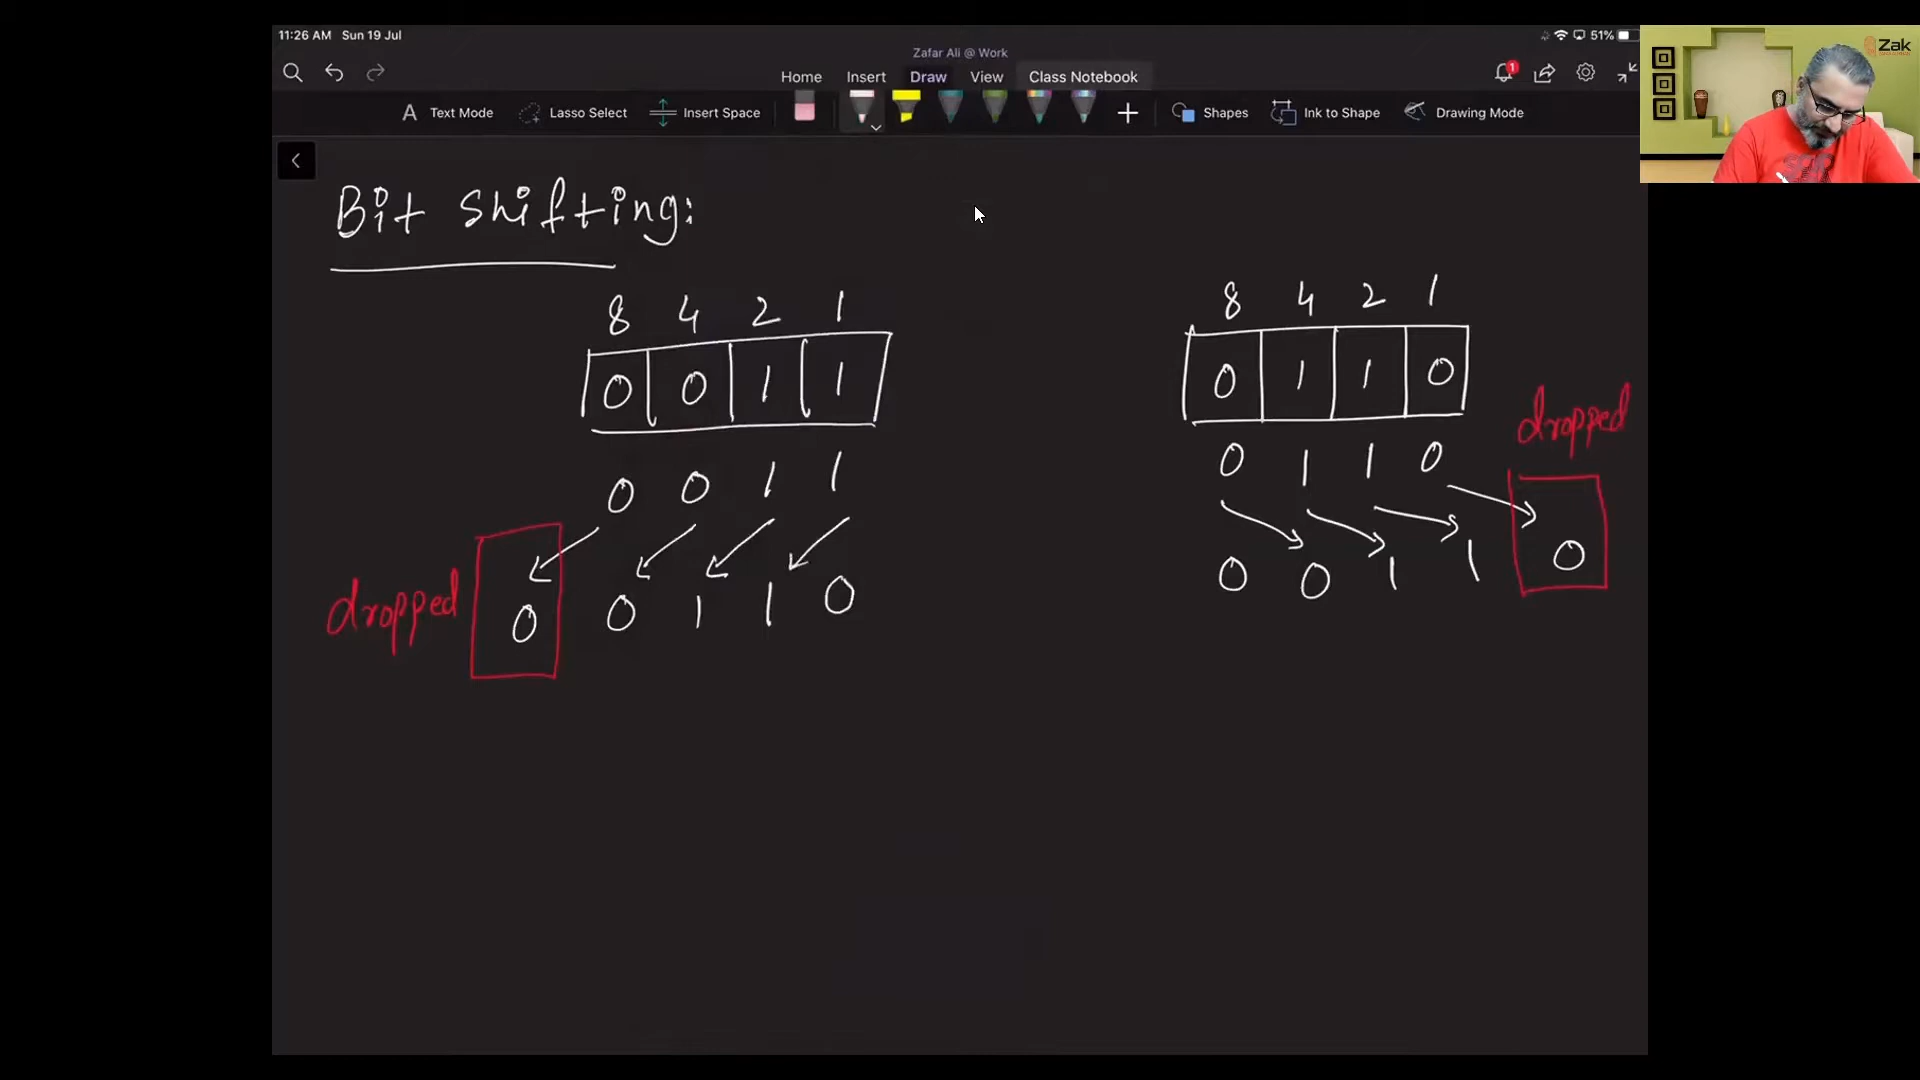 11:26 AM Sun 19 Jul
51%
Zafar Ali @ Work
Home Insert Draw View Class Notebook
1
A Text Mode Lasso Select Insert Space Shapes Ink to Shape Drawing Mode
Zak
Bit Shifting:
8 4 2 1
0 0 1 1
0 0 1 1
dropped 0 0 1 1 0
8 4 2 1
0 1 1 0
dropped
0 1 1 0
0 0 1 1 0